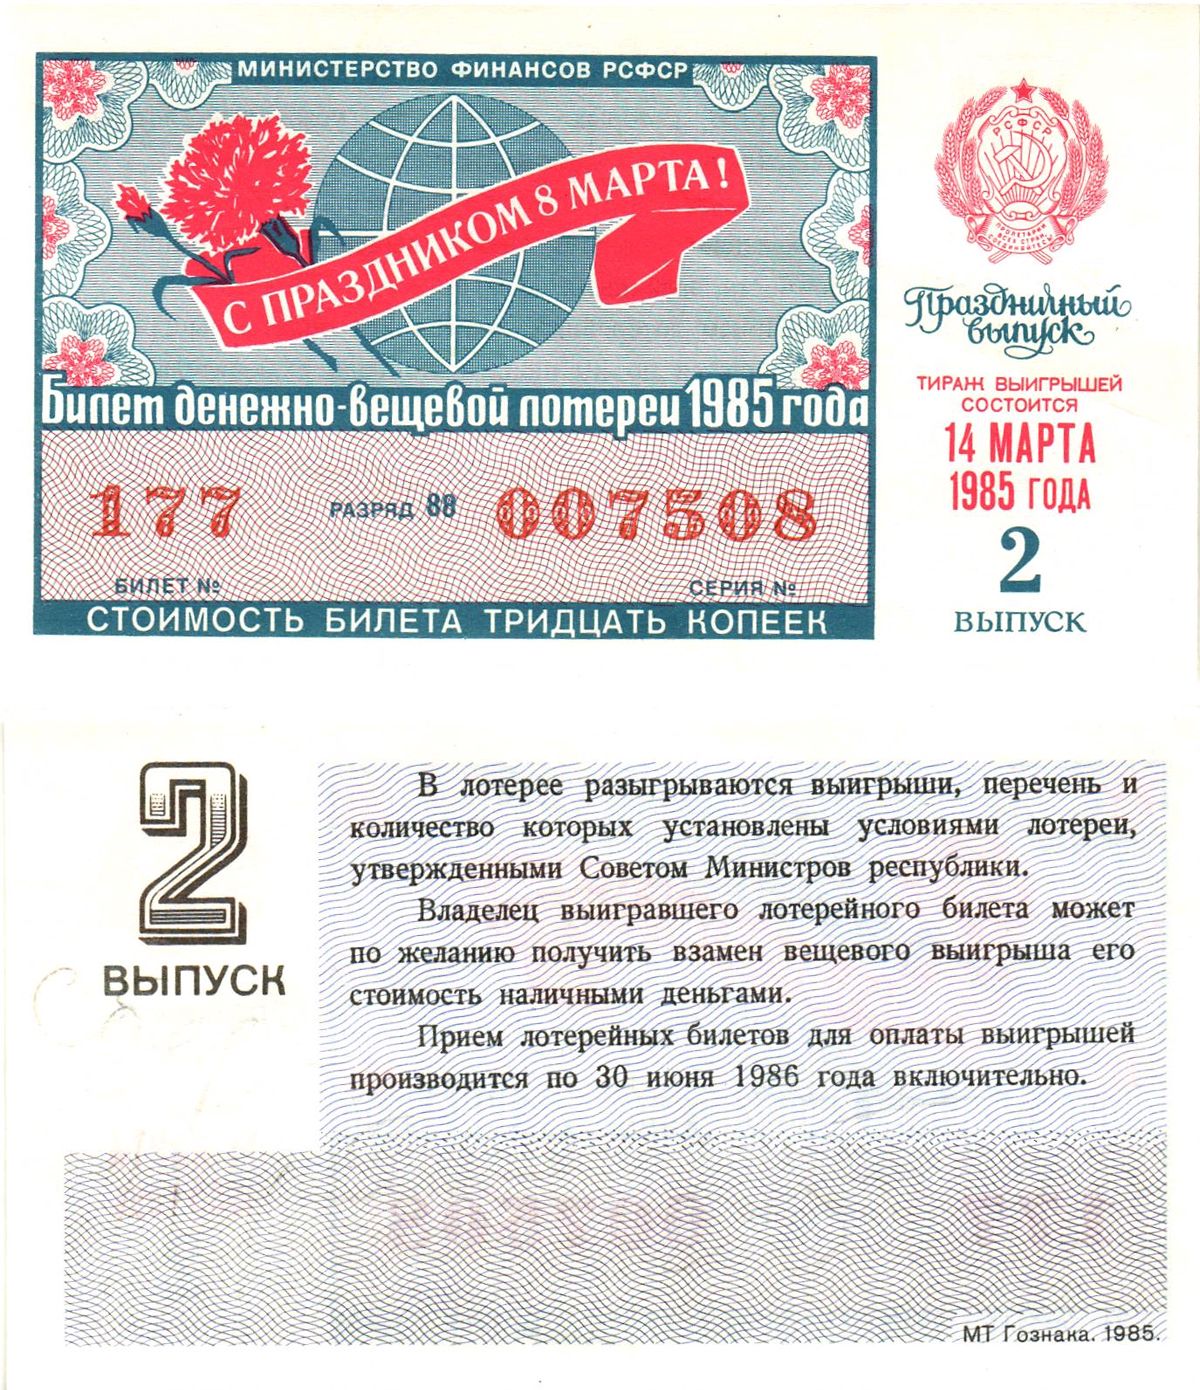 МИНИСТЕРСТВО ФИНАНСОВ РСФСР
С ПРАЗДНИКОМ 8 МАРТА!
Билет денежно-вещевой лотереи 1985 года
177 РАЗРЯД 88 007508
БИЛЕТ № СЕРИЯ №
СТОИМОСТЬ БИЛЕТА ТРИДЦАТЬ КОПЕЕК
РСФСР
ПРОЛЕТАРИИ
ВСЕХ СТРАН,
СОЕДИНЯЙТЕСЬ!
Праздничный
выпуск
ТИРАЖ ВЫИГРЫШЕЙ
СОСТОИТСЯ
14 МАРТА
1985 ГОДА
2
ВЫПУСК
2
ВЫПУСК
В лотерее разыгрываются выигрыши, перечень и
количество которых установлены условиями лотереи,
утвержденными Советом Министров республики.
Владелец выигравшего лотерейного билета может
по желанию получить взамен вещевого выигрыша его
стоимость наличными деньгами.
Прием лотерейных билетов для оплаты выигрышей
производится по 30 июня 1986 года включительно.
МТ Гознака. 1985.